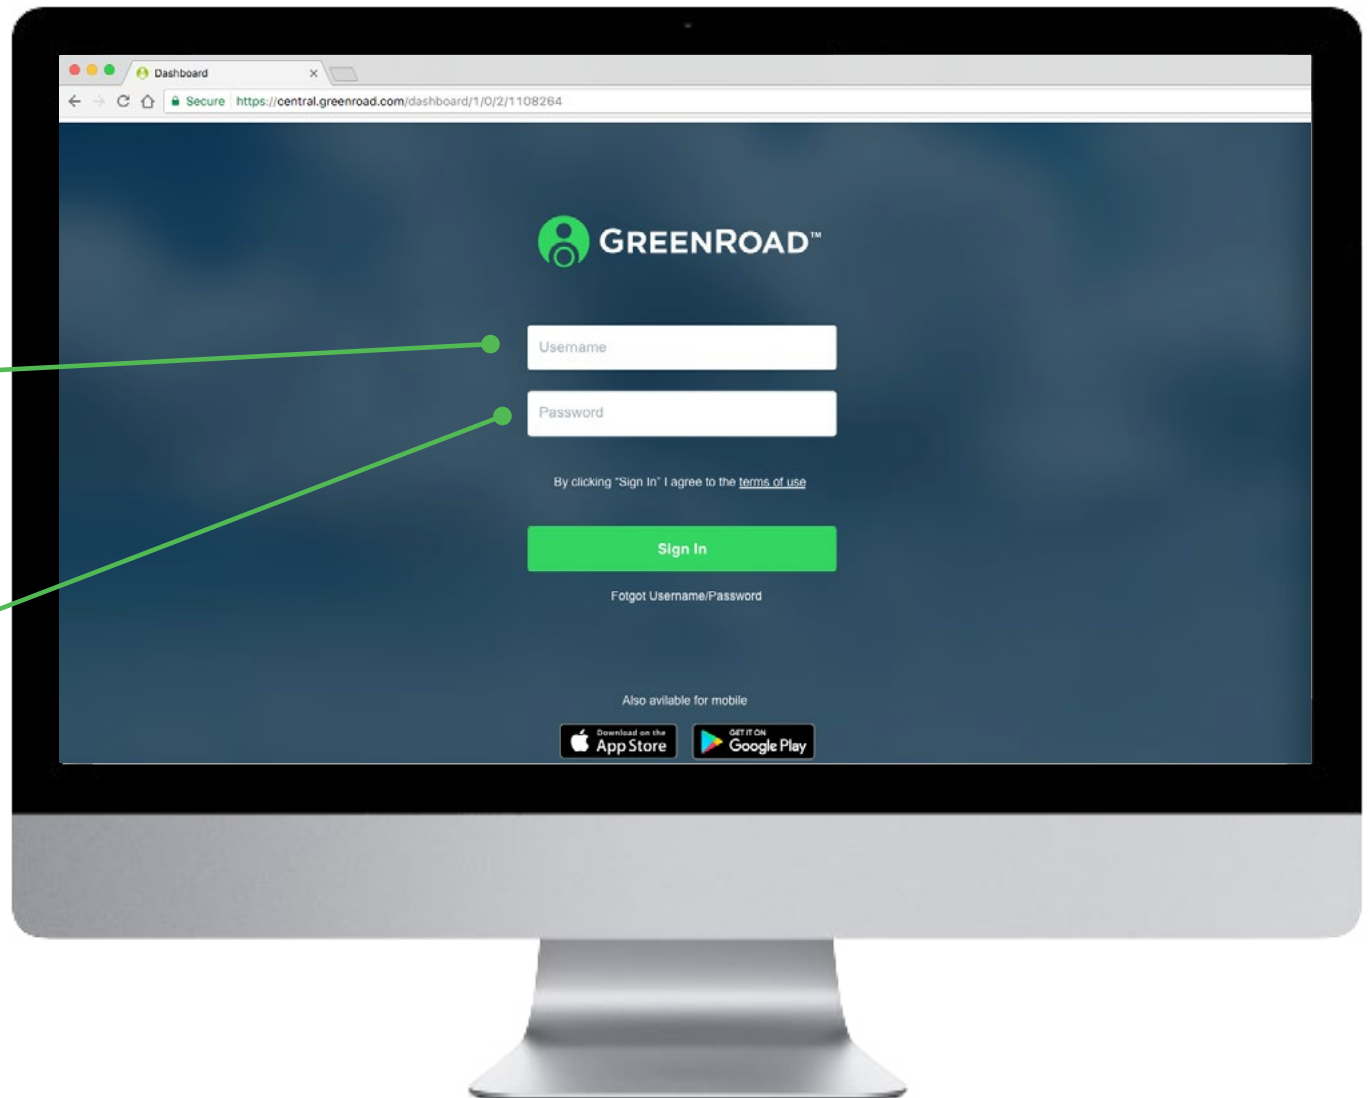 Dashboard
Secure https://central.greenroad.com/dashboard/1/0/2/1108264
GREENROAD™
Username
Password
By clicking "Sign In" I agree to the terms of use
Sign In
Fotgot Username/Password
Also avilable for mobile
Download on the
App Store
GET IT ON
Google Play